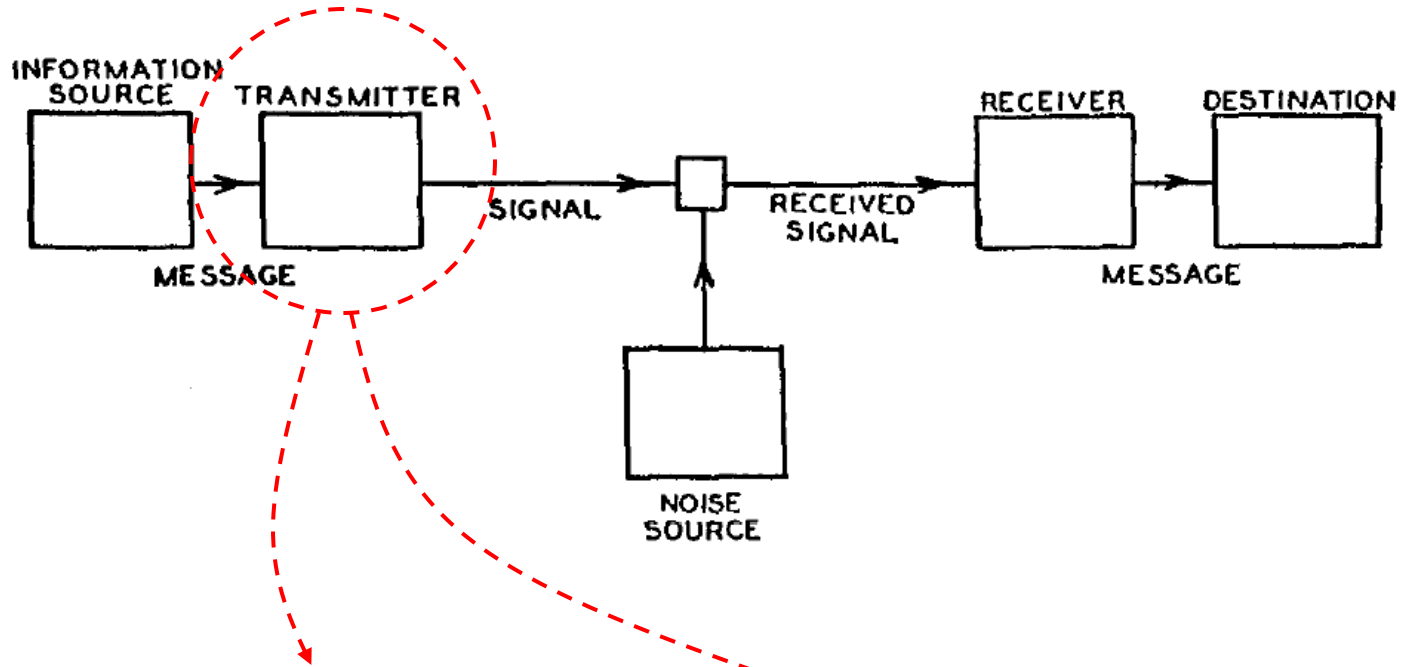 INFORMATION
SOURCE
TRANSMITTER
RECEIVER
DESTINATION
SIGNAL
RECEIVED
SIGNAL
MESSAGE
MESSAGE
NOISE
SOURCE